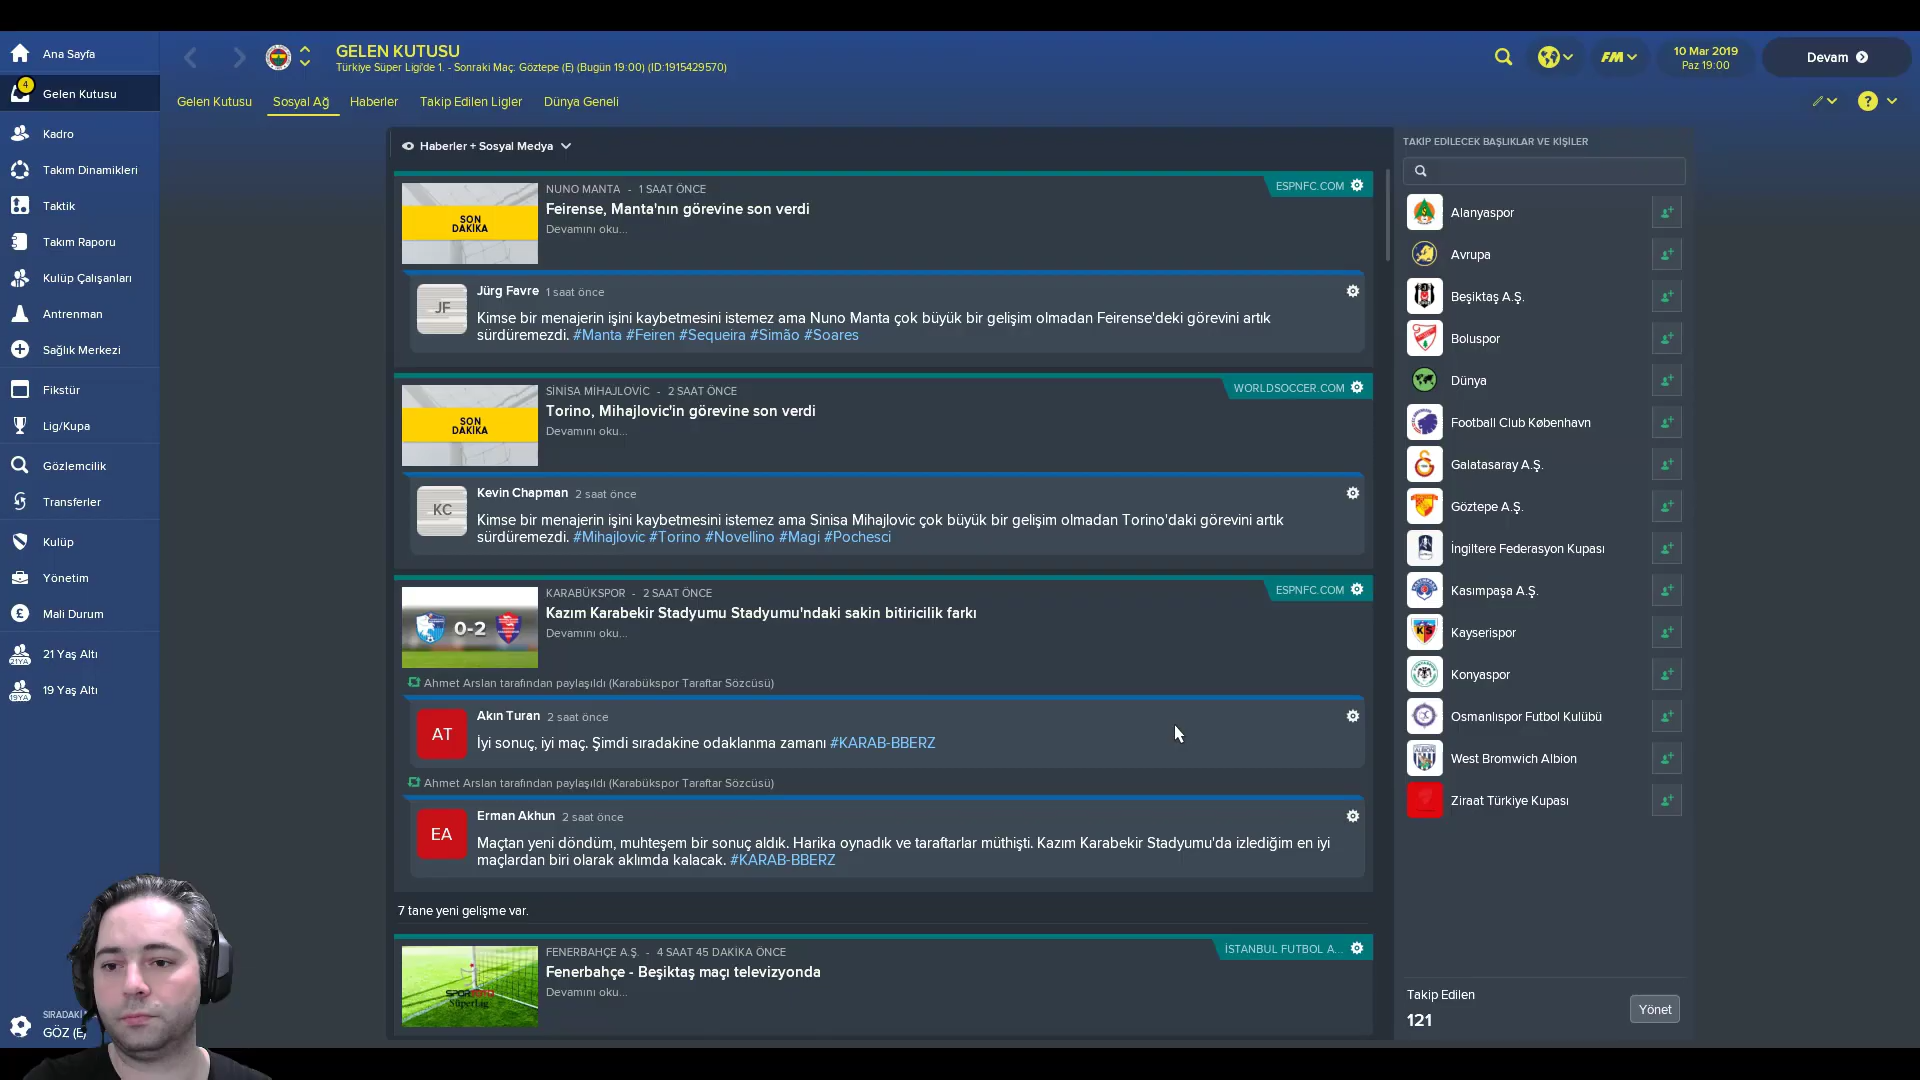 Ana Sayfa
4
Gelen Kutusu
Kadro
Takım Dinamikleri
Taktik
Takım Raporu
Kulüp Çalışanları
Antrenman
Sağlık Merkezi
Fikstür
Lig/Kupa
Gözlemcilik
Transferler
Kulüp
Yönetim
Mali Durum
21YA
21 Yaş Altı
19YA
19 Yaş Altı
SIRADAKİ
GÖZ (E)
GELEN KUTUSU
Türkiye Süper Ligi'de 1. - Sonraki Maç: Göztepe (E) (Bugün 19:00) (ID:1915429570)
FM
10 Mar 2019
Paz 19:00
Devam
Gelen Kutusu
Sosyal Ağ
Haberler
Takip Edilen Ligler
Dünya Geneli
?
Haberler + Sosyal Medya
SON
DAKİKA
NUNO MANTA - 1 SAAT ÖNCE
ESPNFC.COM
Feirense, Manta'nın görevine son verdi
Devamını oku...
JF
Jürg Favre 1 saat önce
Kimse bir menajerin işini kaybetmesini istemez ama Nuno Manta çok büyük bir gelişim olmadan Feirense'deki görevini artık
sürdüremezdi. #Manta #Feiren #Sequeira #Simão #Soares
SON
DAKİKA
SİNİSA MİHAJLOVİC - 2 SAAT ÖNCE
WORLDSOCCER.COM
Torino, Mihajlovic'in görevine son verdi
Devamını oku...
KC
Kevin Chapman 2 saat önce
Kimse bir menajerin işini kaybetmesini istemez ama Sinisa Mihajlovic çok büyük bir gelişim olmadan Torino'daki görevini artık
sürdüremezdi. #Mihajlovic #Torino #Novellino #Magi #Pochesci
0-2
KARABÜKSPOR - 2 SAAT ÖNCE
ESPNFC.COM
Kazım Karabekir Stadyumu Stadyumu'ndaki sakin bitiricilik farkı
Devamını oku...
Ahmet Arslan tarafından paylaşıldı (Karabükspor Taraftar Sözcüsü)
AT
Akın Turan 2 saat önce
İyi sonuç, iyi maç. Şimdi sıradakine odaklanma zamanı #KARAB-BBERZ
Ahmet Arslan tarafından paylaşıldı (Karabükspor Taraftar Sözcüsü)
EA
Erman Akhun 2 saat önce
Maçtan yeni döndüm, muhteşem bir sonuç aldık. Harika oynadık ve taraftarlar müthişti. Kazım Karabekir Stadyumu'da izlediğim en iyi
maçlardan biri olarak aklımda kalacak. #KARAB-BBERZ
7 tane yeni gelişme var.
FENERBAHÇE A.Ş. - 4 SAAT 45 DAKİKA ÖNCE
İSTANBUL FUTBOL A...
Fenerbahçe - Beşiktaş maçı televizyonda
Devamını oku...
SüperLig
TAKİP EDİLECEK BAŞLIKLAR VE KİŞİLER
Alanyaspor
Avrupa
Beşiktaş A.Ş.
Boluspor
Dünya
Football Club København
Galatasaray A.Ş.
Göztepe A.Ş.
İngiltere Federasyon Kupası
Kasımpaşa A.Ş.
Kayserispor
Konyaspor
Osmanlıspor Futbol Kulübü
West Bromwich Albion
Ziraat Türkiye Kupası
Takip Edilen
121
Yönet